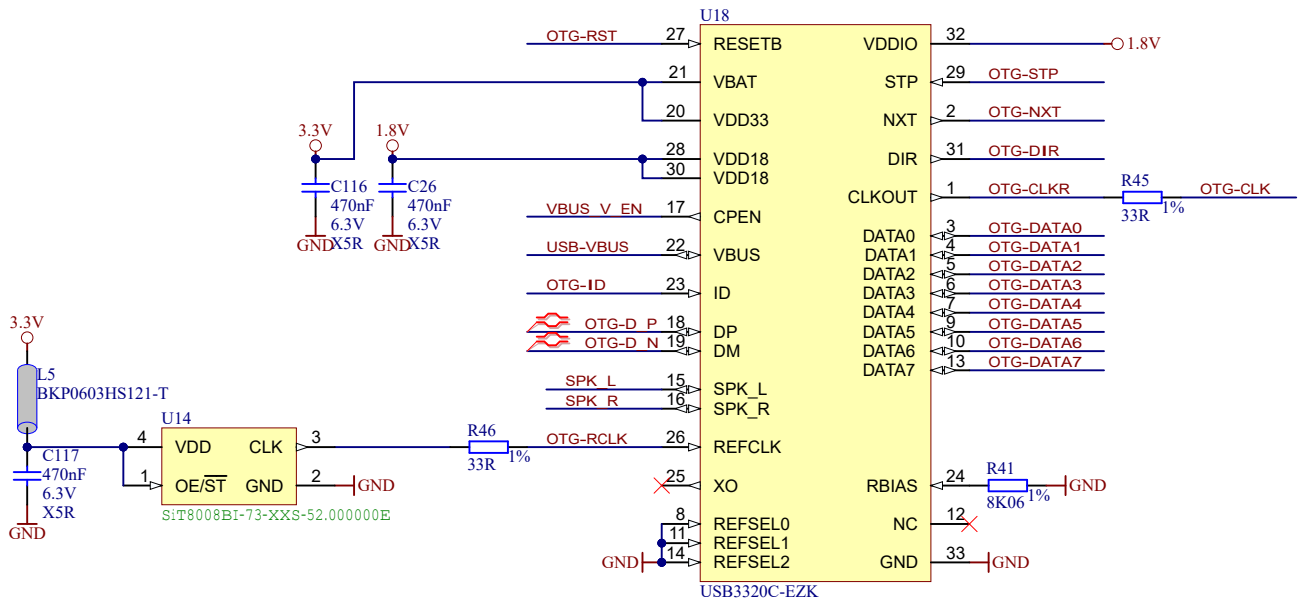 U18
OTG-RST 27 RESETB VDDIO 32 1.8V
21 VBAT STP 29 OTG-STP
20 VDD33 NXT 2 OTG-NXT
3.3V 1.8V
28 VDD18 DIR 31 OTG-DIR
30 VDD18
C116 C26
470nF 470nF
6.3V 6.3V
X5R X5R
GND GND
CLKOUT 1 OTG-CLKR R45 OTG-CLK
33R 1%
VBUS_V_EN 17 CPEN
DATA0 3 OTG-DATA0
USB-VBUS 22 VBUS DATA1 4 OTG-DATA1
DATA2 5 OTG-DATA2
OTG-ID 23 ID DATA3 6 OTG-DATA3
DATA4 7 OTG-DATA4
OTG-D_P 18 DP DATA5 9 OTG-DATA5
OTG-D_N 19 DM DATA6 10 OTG-DATA6
DATA7 13 OTG-DATA7
3.3V
L5
BKP0603HS121-T
SPK_L 15 SPK_L
SPK_R 16 SPK_R
U14
4 VDD CLK 3 R46 OTG-RCLK 26 REFCLK
33R 1%
C117
470nF
6.3V
X5R
GND
1 OE/ST GND 2 GND
SiT8008BI-73-XXS-52.000000E
25 XO RBIAS 24 R41 GND
8K06 1%
8 REFSEL0 NC 12
11 REFSEL1
GND 14 REFSEL2 GND 33 GND
USB3320C-EZK